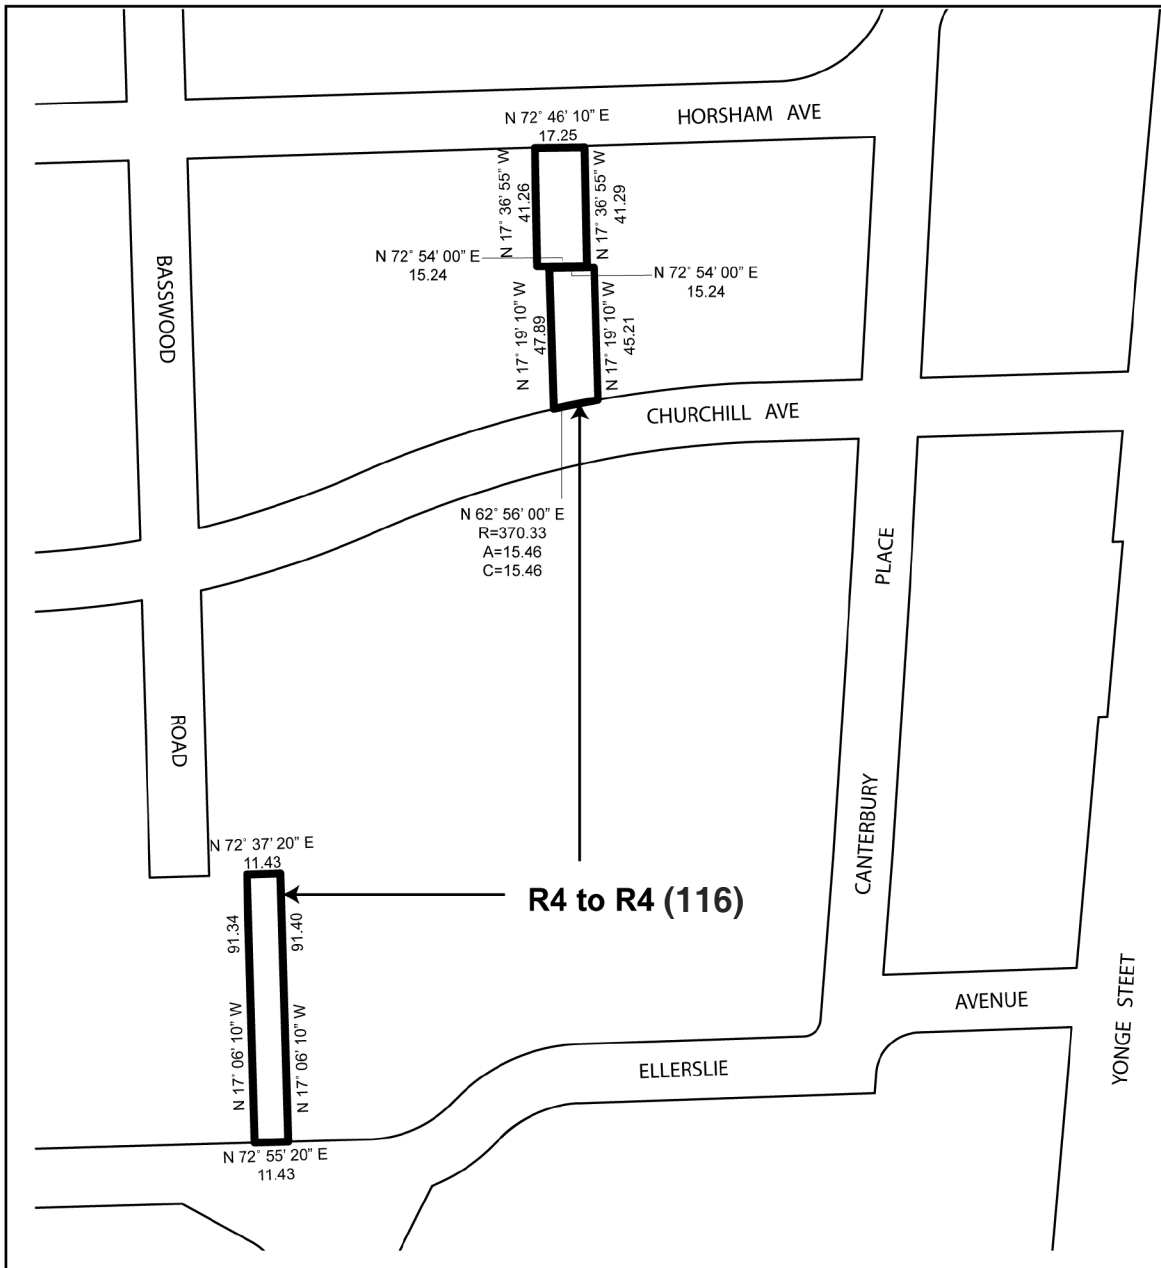 N 72˚ 46’ 10” E
17.25
HORSHAM AVE
N 17˚ 36’ 55” W
41.26
N 17˚ 36’ 55” W
41.29
N 72˚ 54’ 00” E
15.24
N 72˚ 54’ 00” E
15.24
BASSWOOD
N 17˚ 19’ 10” W
47.89
N 17˚ 19’ 10” W
45.21
CHURCHILL AVE
N 62˚ 56’ 00” E
R=370.33
A=15.46
C=15.46
PLACE
ROAD
CANTERBURY
N 72˚ 37’ 20” E
11.43
R4 to R4 (116)
91.34
91.40
N 17˚ 06’ 10” W
N 17˚ 06’ 10” W
AVENUE
YONGE STEET
ELLERSLIE
N 72˚ 55’ 20” E
11.43